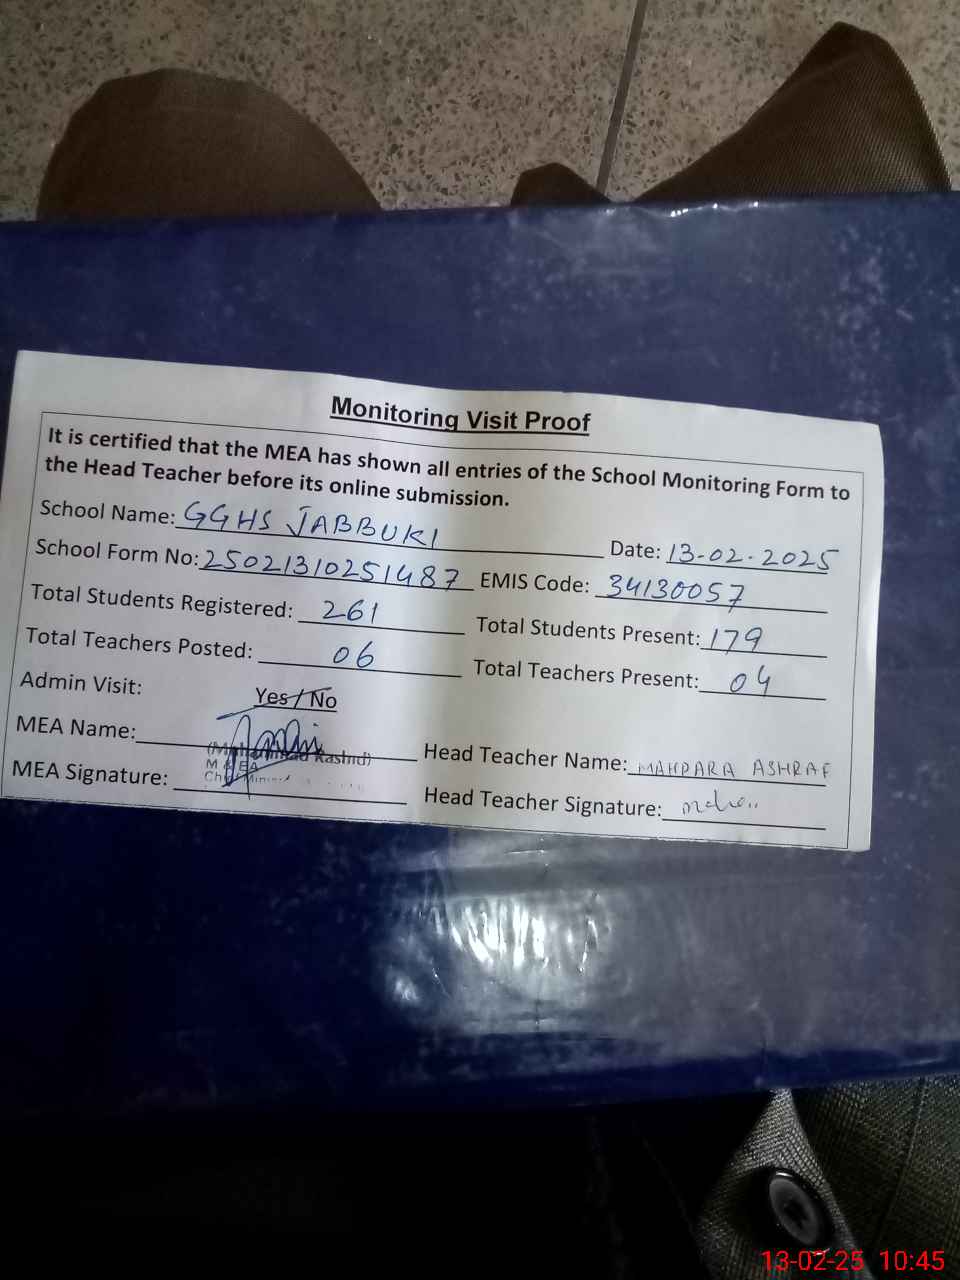 Monitoring Visit Proof
It is certified that the MEA has shown all entries of the School Monitoring Form to
the Head Teacher before its online submission.
School Name: GGHS JABBUKI Date: 13-02-2025
School Form No: 25021310251487 EMIS Code: 34130057
Total Students Registered: 261 Total Students Present: 179
Total Teachers Posted: 06 Total Teachers Present: 04
Admin Visit: Yes / No
MEA Name: Head Teacher Name: MAHPARA ASHRAF
(Muhammad Rashid)
M & EA
MEA Signature: Head Teacher Signature:
13-02-25 10:45